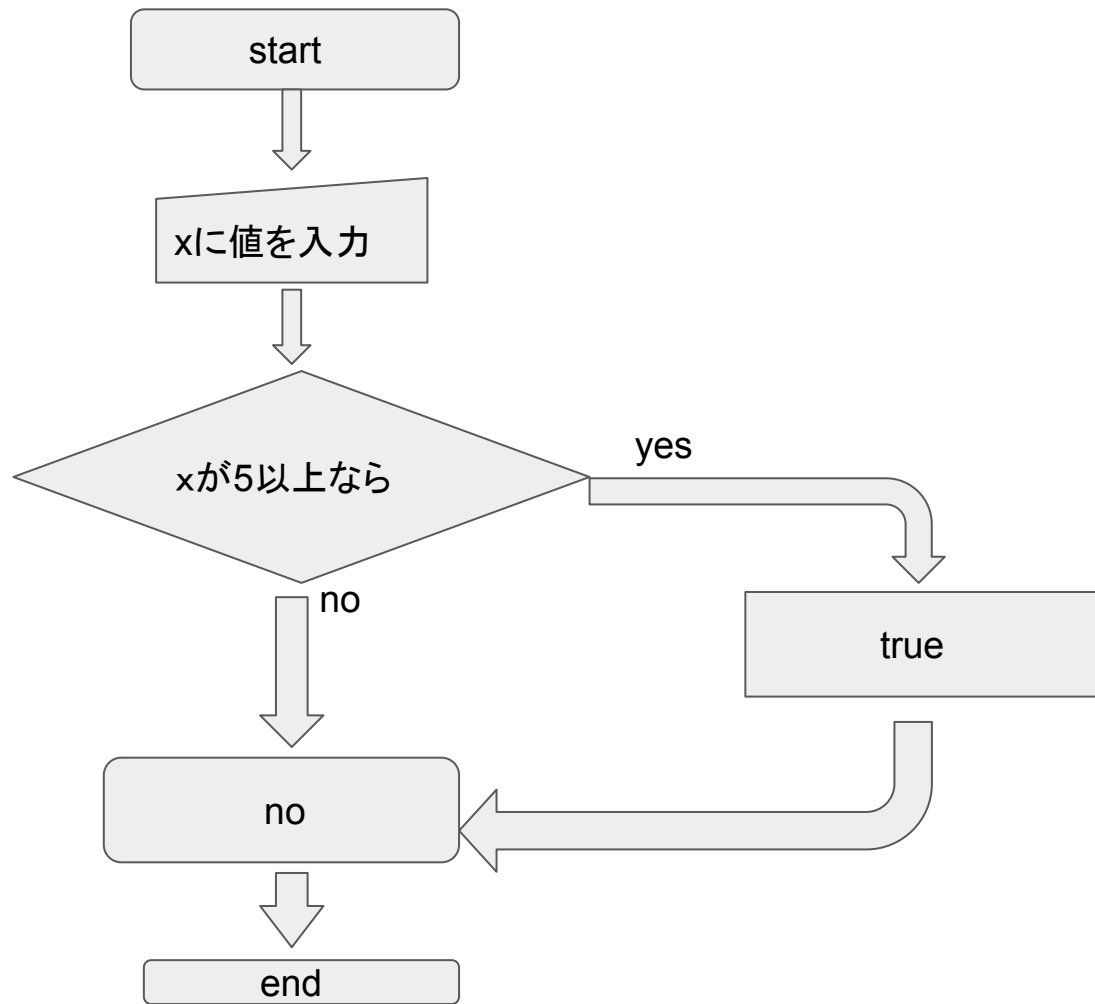 start
xに値を入力
xが5以上なら
yes
no
true
no
end